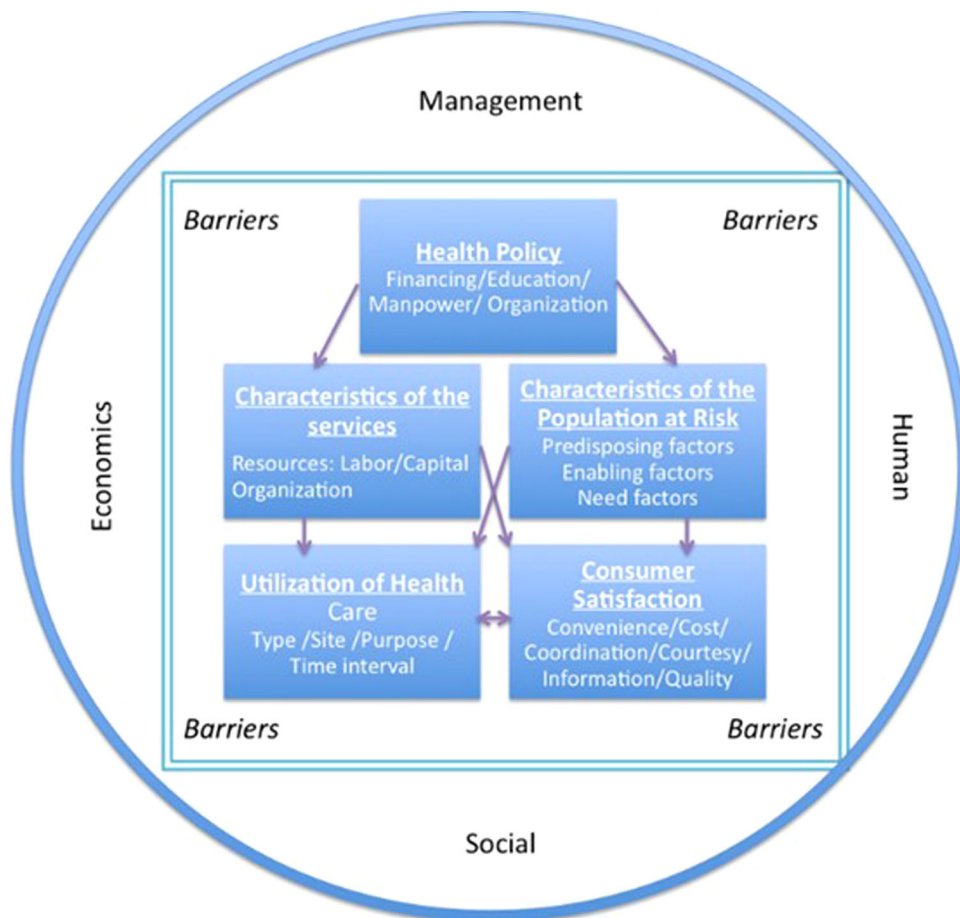 Management
Barriers
Barriers
Health Policy
Financing/Education/
Manpower/ Organization
Characteristics of the
services
Resources: Labor/Capital
Organization
Characteristics of the
Population at Risk
Predisposing factors
Enabling factors
Need factors
Economics
Human
Utilization of Health
Care
Type /Site /Purpose /
Time interval
Consumer
Satisfaction
Convenience/Cost/
Coordination/Courtesy/
Information/Quality
Barriers
Barriers
Social